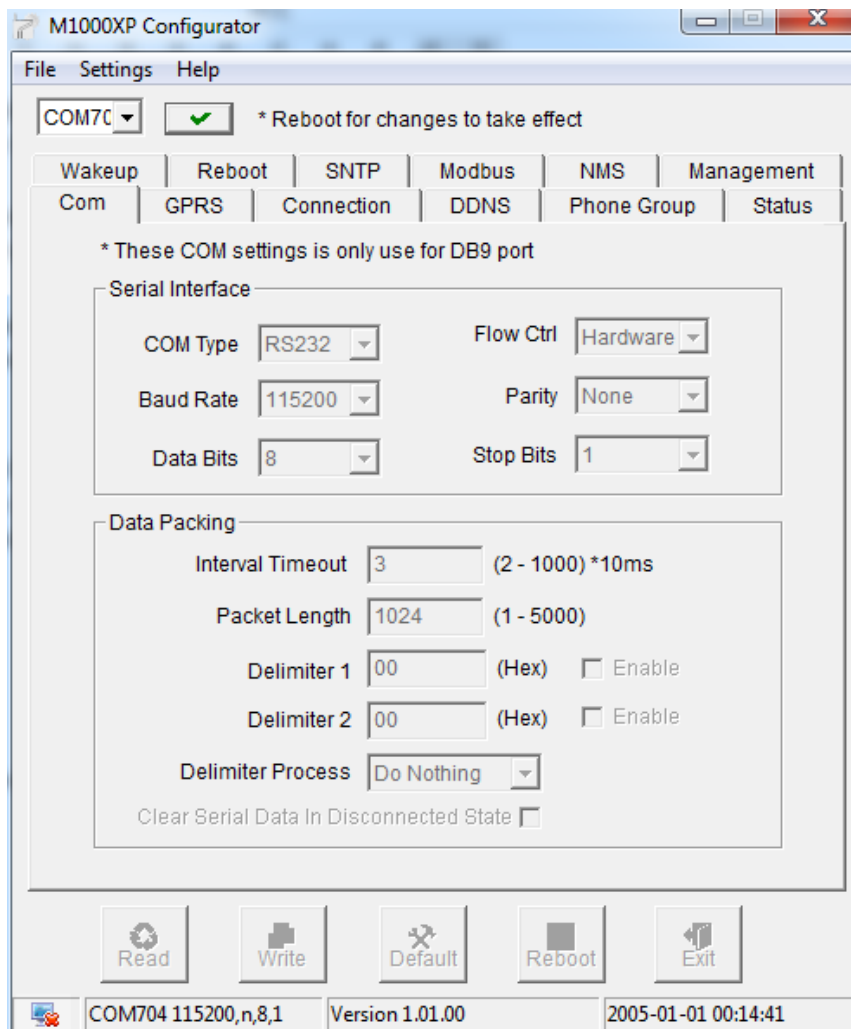 M1000XP Configurator
File Settings Help
COM70 * Reboot for changes to take effect
Wakeup Reboot SNTP Modbus NMS Management
Com GPRS Connection DDNS Phone Group Status
* These COM settings is only use for DB9 port
Serial Interface
COM Type RS232 Flow Ctrl Hardware
Baud Rate 115200 Parity None
Data Bits 8 Stop Bits 1
Data Packing
Interval Timeout 3 (2 - 1000) *10ms
Packet Length 1024 (1 - 5000)
Delimiter 1 00 (Hex) Enable
Delimiter 2 00 (Hex) Enable
Delimiter Process Do Nothing
Clear Serial Data In Disconnected State
Read Write Default Reboot Exit
COM704 115200,n,8,1 Version 1.01.00 2005-01-01 00:14:41